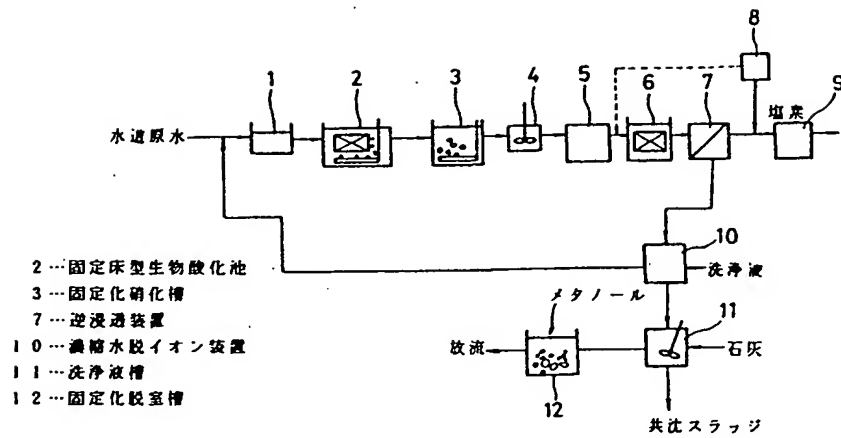 8
1 2 3 4 5 6 7 塩素 9
水道原水
10
洗浄液
2…固定床型生物酸化池
3…固定化硝化槽
7…逆浸透装置
10…濃縮水脱イオン装置
11…洗浄液槽
12…固定化脱窒槽
メタノール
11
放流
石灰
12
共沈スラッジ